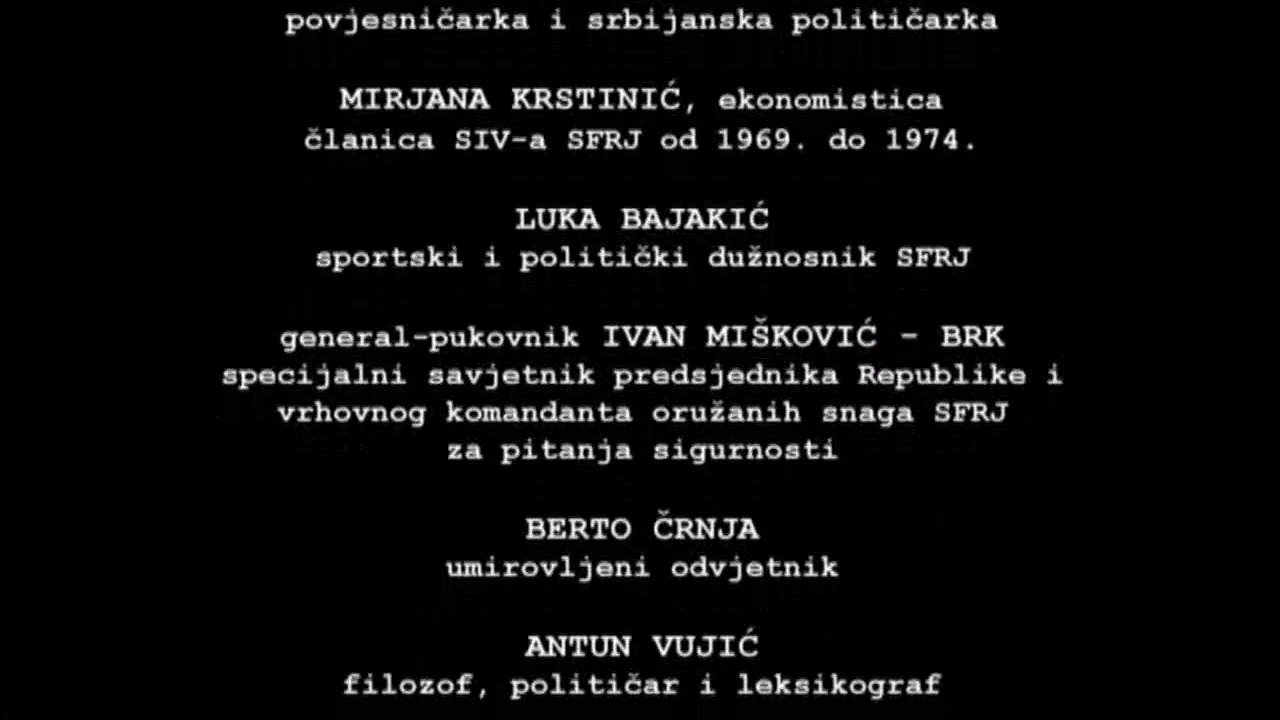 povjesničarka i srbijanska političarka
MIRJANA KRSTINIĆ, ekonomistica
članica SIV-a SFRJ od 1969. do 1974.
LUKA BAJAKIĆ
sportski i politički dužnosnik SFRJ
general-pukovnik IVAN MIŠKOVIĆ - BRK
specijalni savjetnik predsjednika Republike i
vrhovnog komandanta oružanih snaga SFRJ
za pitanja sigurnosti
BERTO ČRNJA
umirovljeni odvjetnik
ANTUN VUJIĆ
filozof, političar i leksikograf